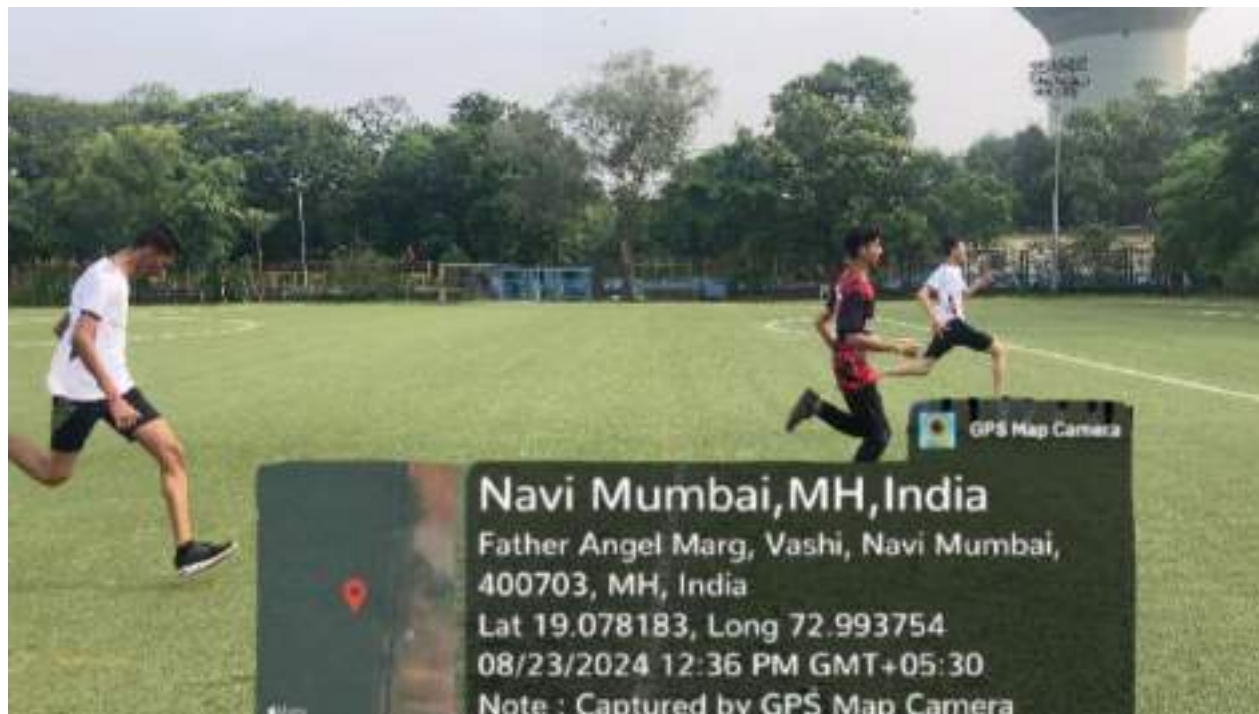 GPS Map Camera
Navi Mumbai,MH,India
Father Angel Marg, Vashi, Navi Mumbai,
400703, MH, India
Lat 19.078183, Long 72.993754
08/23/2024 12:36 PM GMT+05:30
Note : Captured by GPS Map Camera